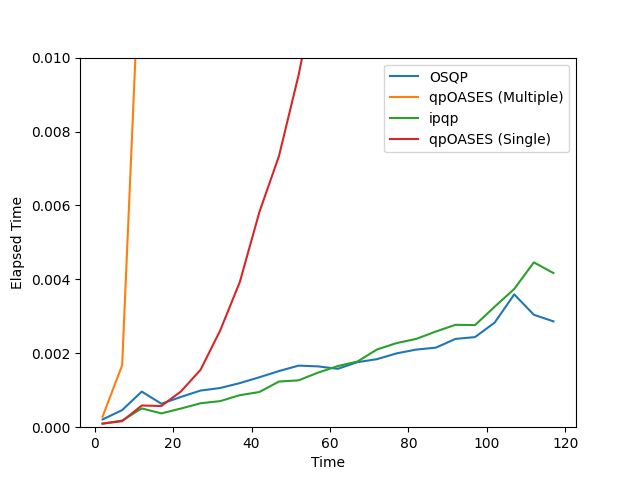 0.010
0.008
0.006
0.004
0.002
0.000
Elapsed Time
0
20
40
60
80
100
120
Time
OSQP
qpOASES (Multiple)
ipqp
qpOASES (Single)